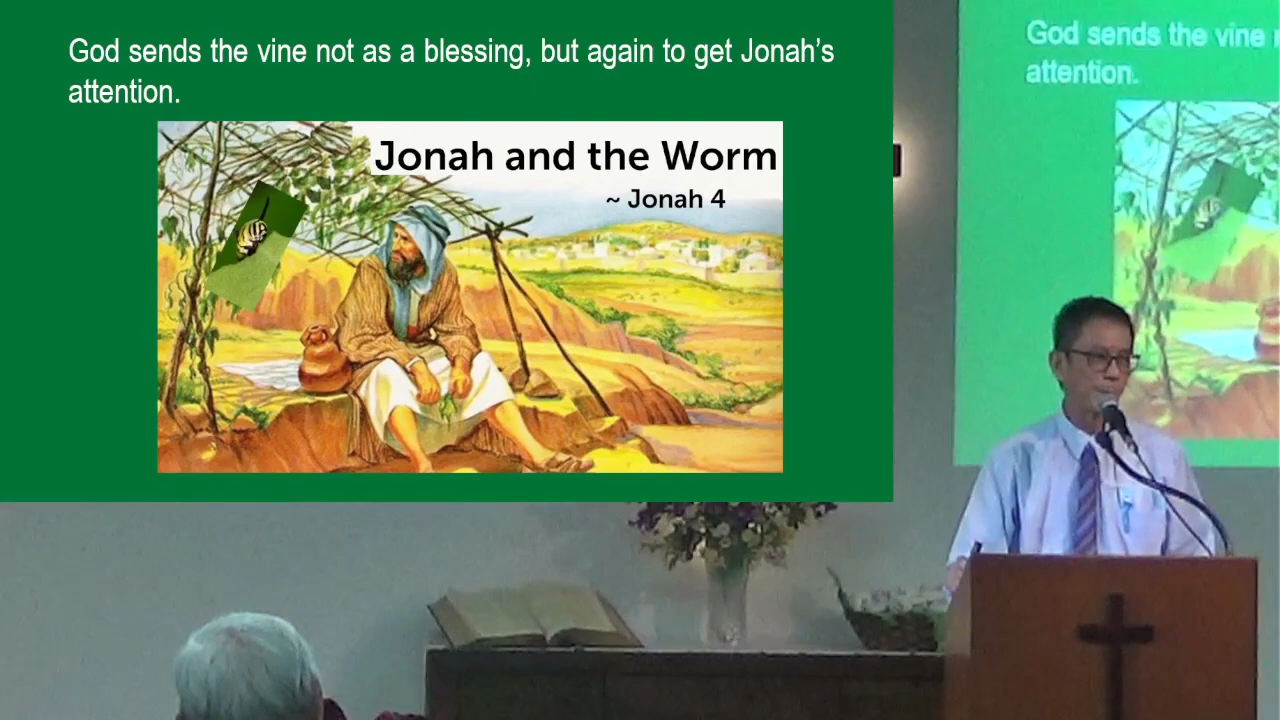 God sends the vine not as a blessing, but again to get Jonah’s
attention.
Jonah and the Worm
~ Jonah 4
God sends the vine
attention.